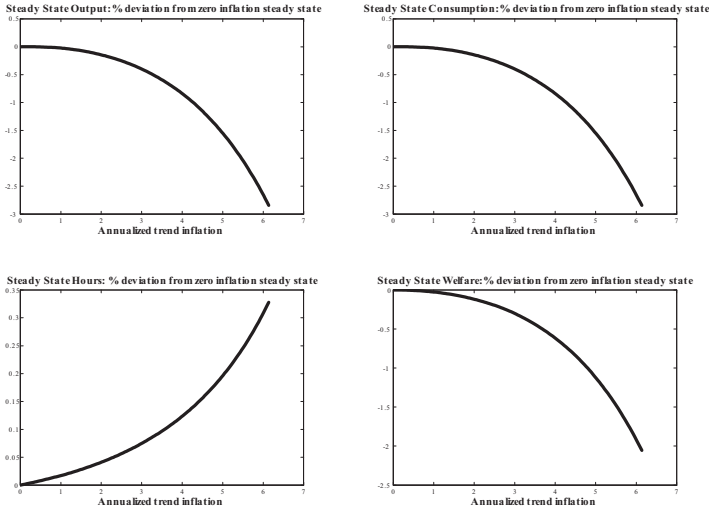 Steady State Output: % deviation from zero inflation steady state
0.5
0
-0.5
-1
-1.5
-2
-2.5
-3
0 1 2 3 4 5 6 7
Annualized trend inflation
Steady State Consumption: % deviation from zero inflation steady state
0.5
0
-0.5
-1
-1.5
-2
-2.5
-3
0 1 2 3 4 5 6 7
Annualized trend inflation
Steady State Hours: % deviation from zero inflation steady state
0.35
0.3
0.25
0.2
0.15
0.1
0.05
0
0 1 2 3 4 5 6 7
Annualized trend inflation
Steady State Welfare: % deviation from zero inflation steady state
0
-0.5
-1
-1.5
-2
-2.5
0 1 2 3 4 5 6 7
Annualized trend inflation